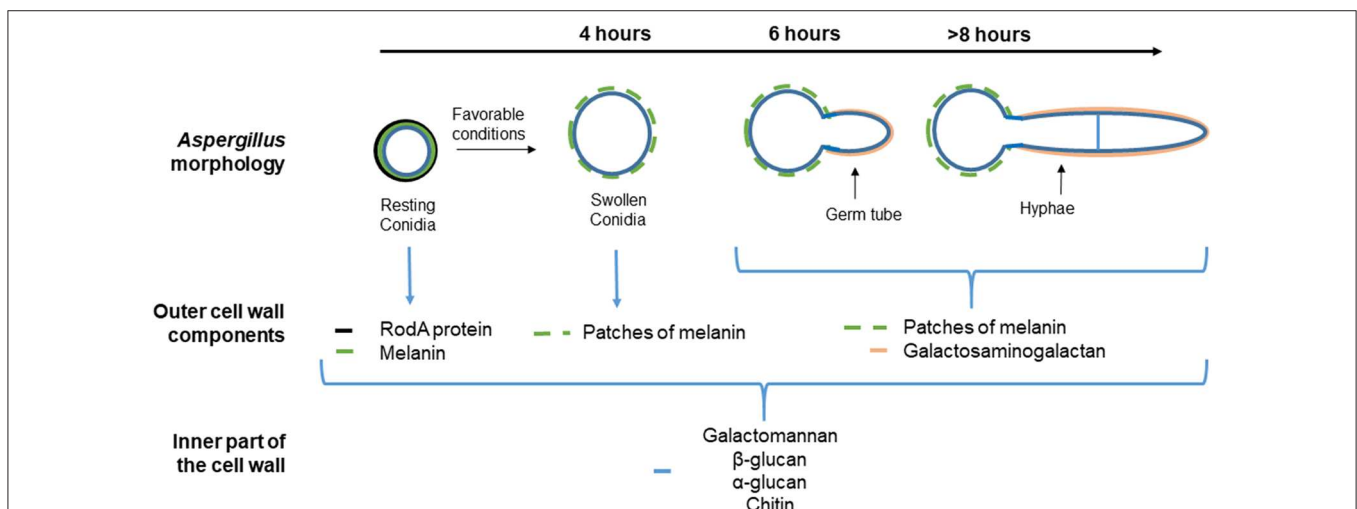 4 hours
6 hours
>8 hours
Aspergillus
morphology
Favorable
conditions
Resting
Conidia
Swollen
Conidia
Germ tube
Hyphae
Outer cell wall
components
RodA protein
Melanin
Patches of melanin
Patches of melanin
Galactosaminogalactan
Inner part of
the cell wall
Galactomannan
β-glucan
α-glucan
Chitin